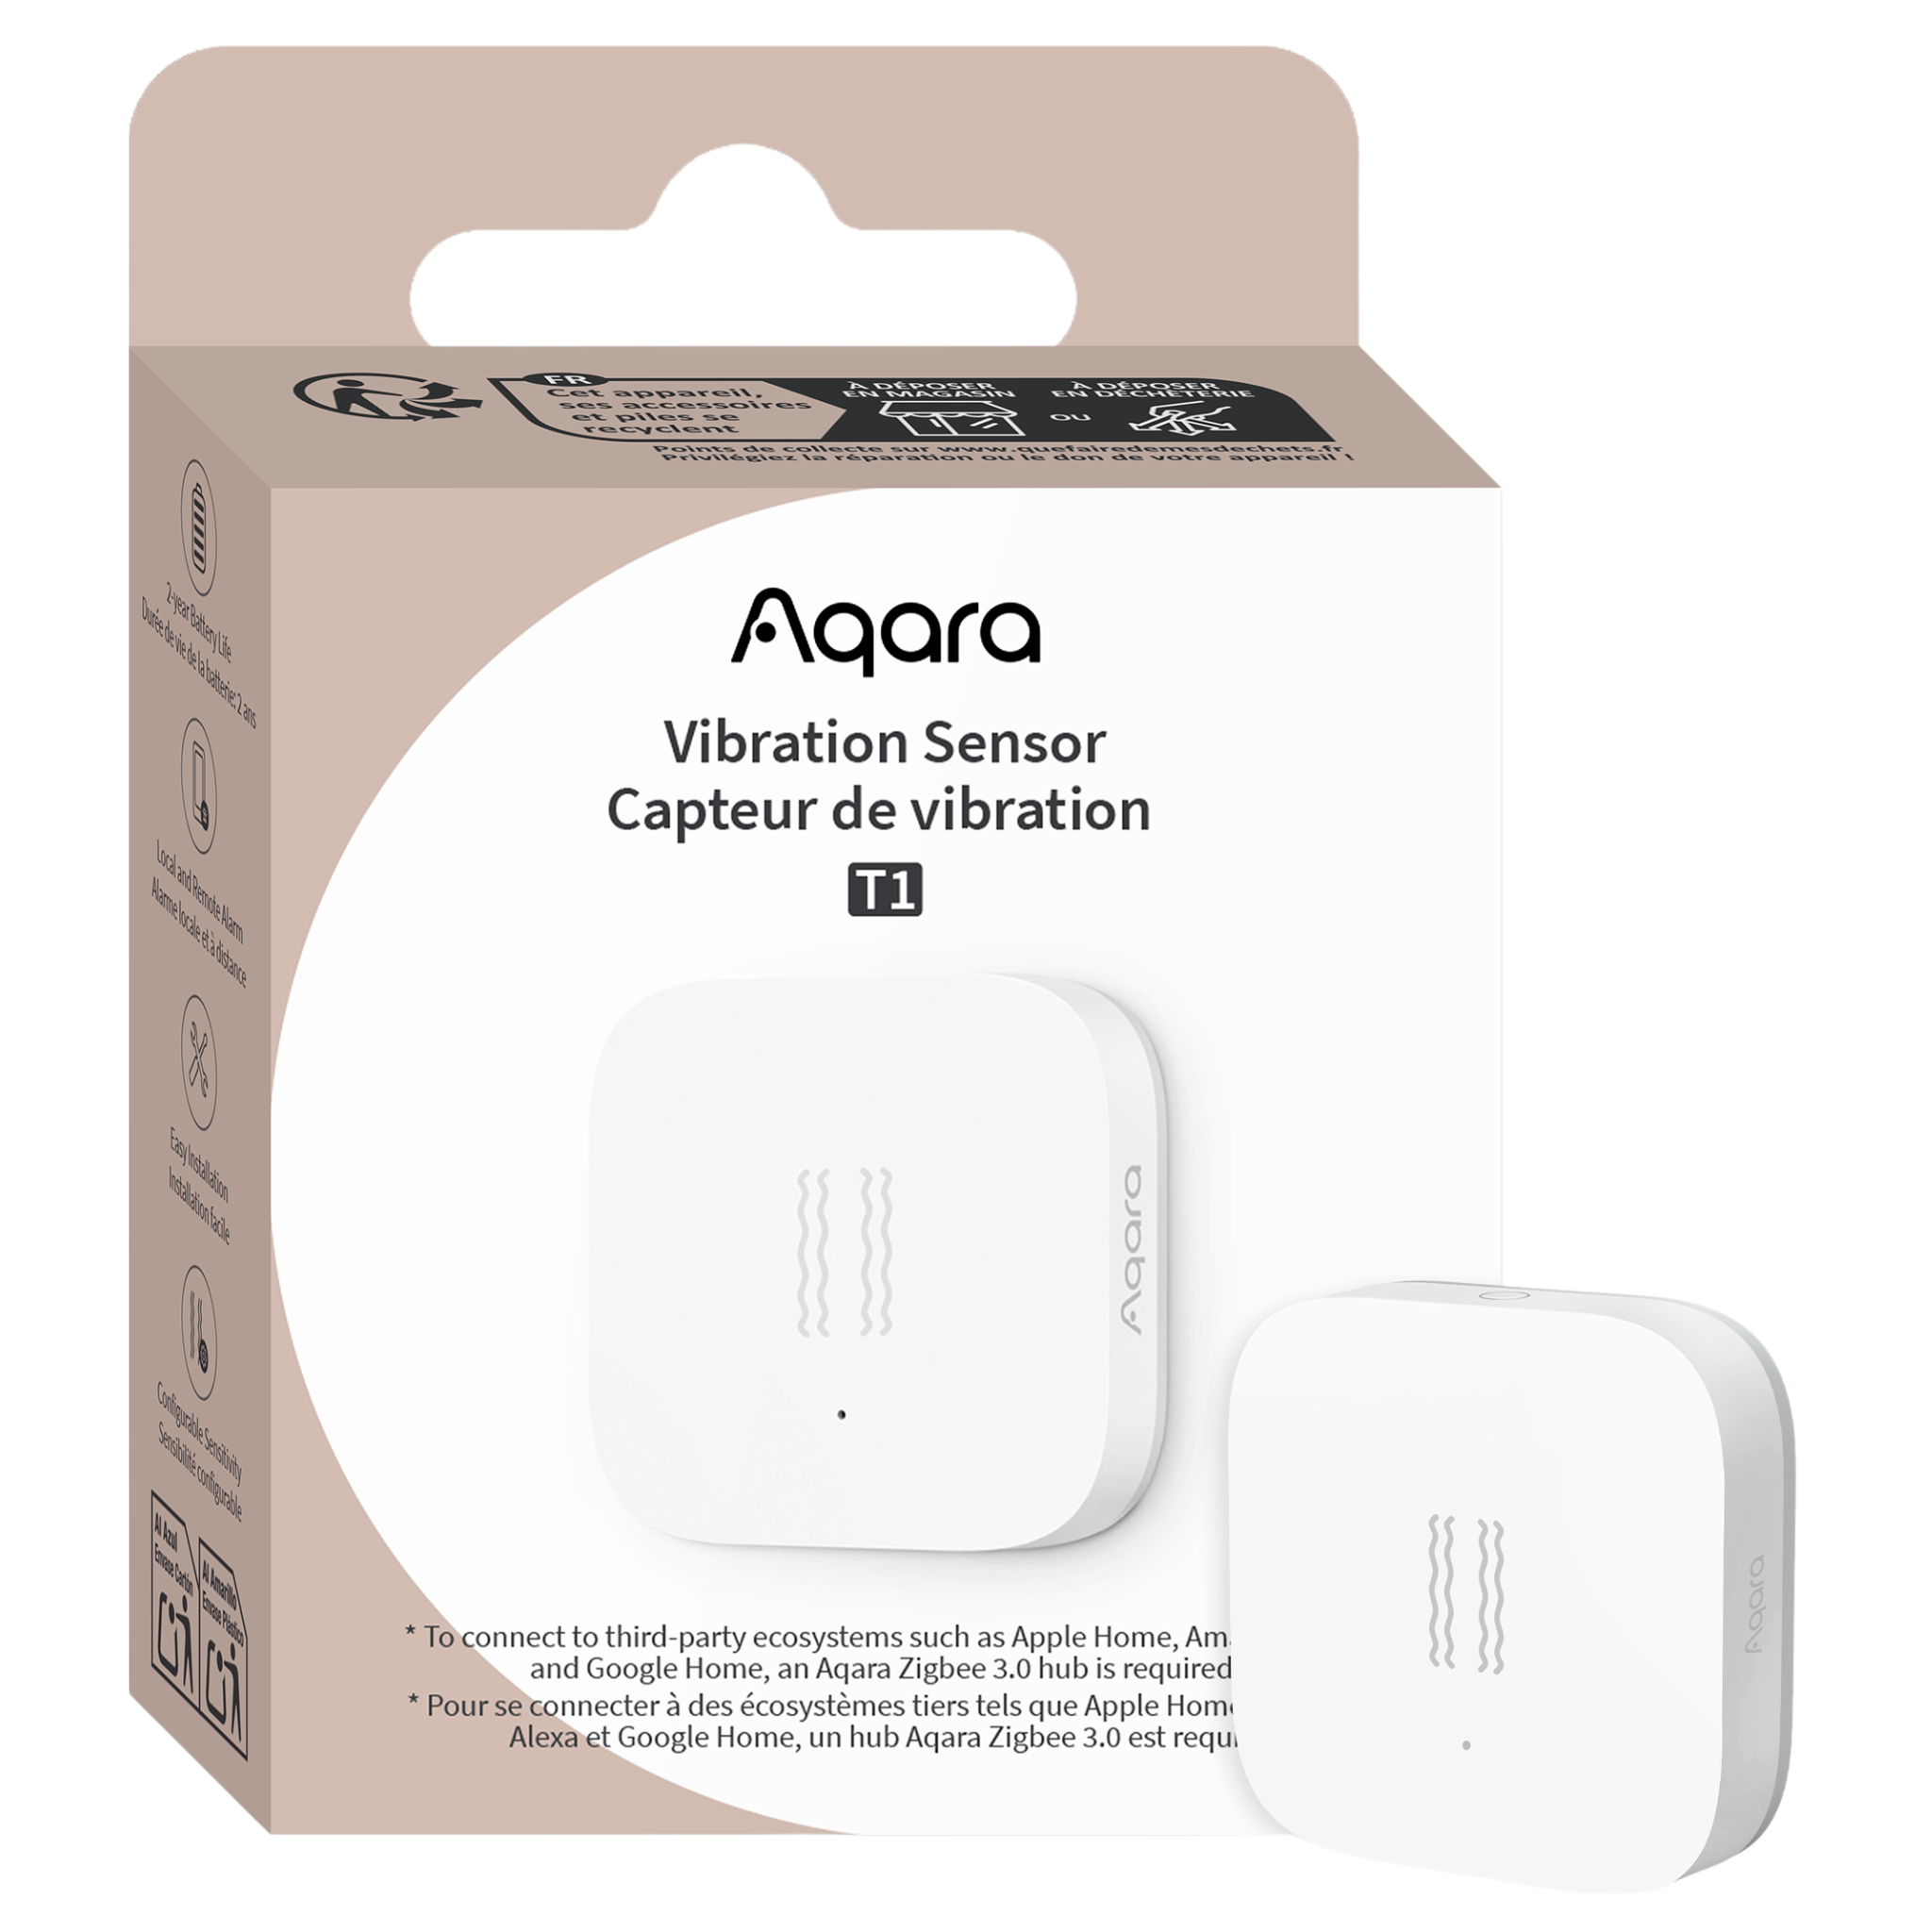 FR
Cet appareil,
ses accessoires
et piles se
recyclent
À DÉPOSER
EN MAGASIN
OU
À DÉPOSER
EN DÉCHÈTERIE
Points de collecte sur www.quefairedemesdechets.fr
Privilégiez la réparation ou le don de votre appareil !
2-year Battery Life
Durée de vie de la batterie: 2 ans
Local and Remote Alarm
Alarme locale et à distance
Easy Installation
Installation facile
Configurable Sensitivity
Sensibilité configurable
Al Azul
Envase Cartón
Al Amarillo
Envase Plástico
Aqara
Vibration Sensor
Capteur de vibration
T1
Aqara
* To connect to third-party ecosystems such as Apple Home,
and Google Home, an Aqara Zigbee 3.0 hub is required
* Pour se connecter à des écosystèmes tiers tels que Apple Home
Alexa et Google Home, un hub Aqara Zigbee 3.0 est
Aqara